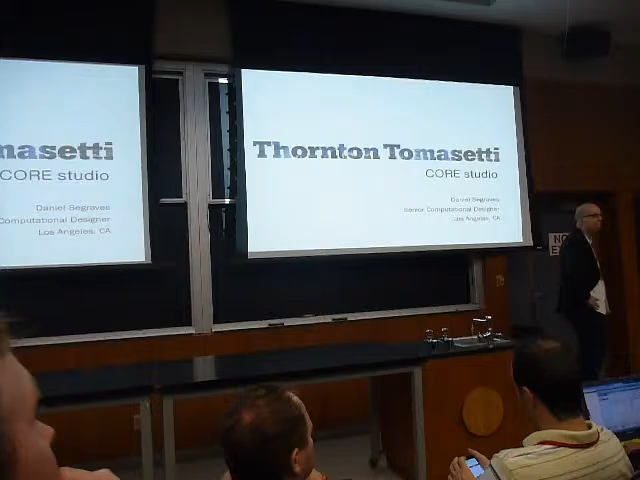 masetti
CORE studio
Daniel Segraves
Computational Designer
Los Angeles, CA
Thornton Tomasetti
CORE studio
Daniel Segraves
Senior Computational Designer
Los Angeles, CA
NO